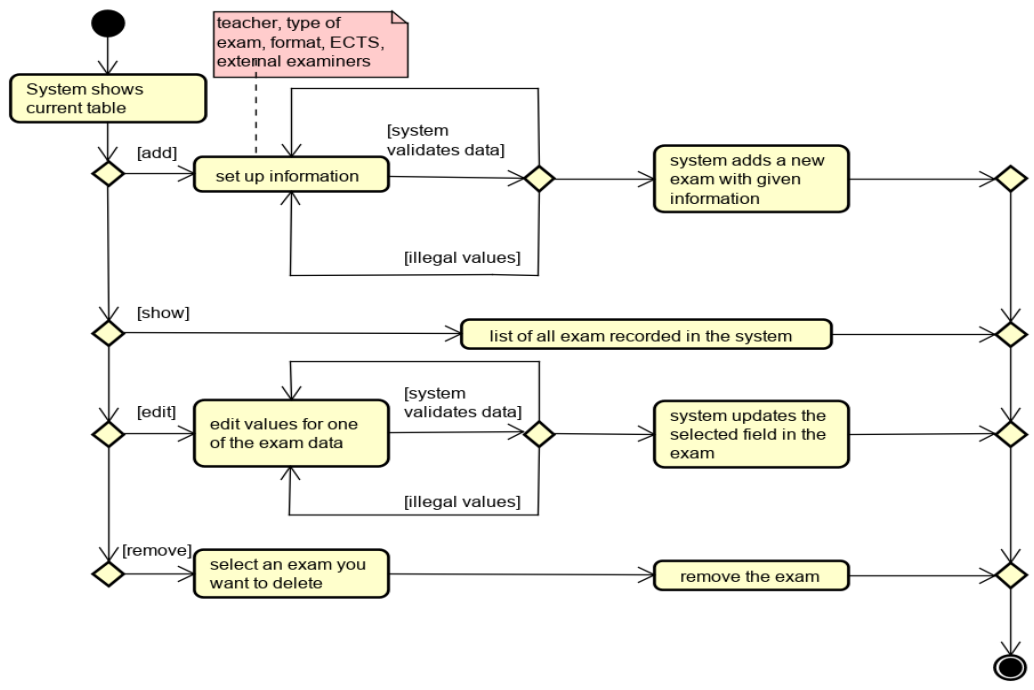 teacher, type of
exam, format, ECTS,
external examiners
System shows
current table
[add]
set up information
[system
validates data]
[illegal values]
system adds a new
exam with given
information
[show]
list of all exam recorded in the system
[edit]
edit values for one
of the exam data
[system
validates data]
[illegal values]
system updates the
selected field in the
exam
[remove]
select an exam you
want to delete
remove the exam